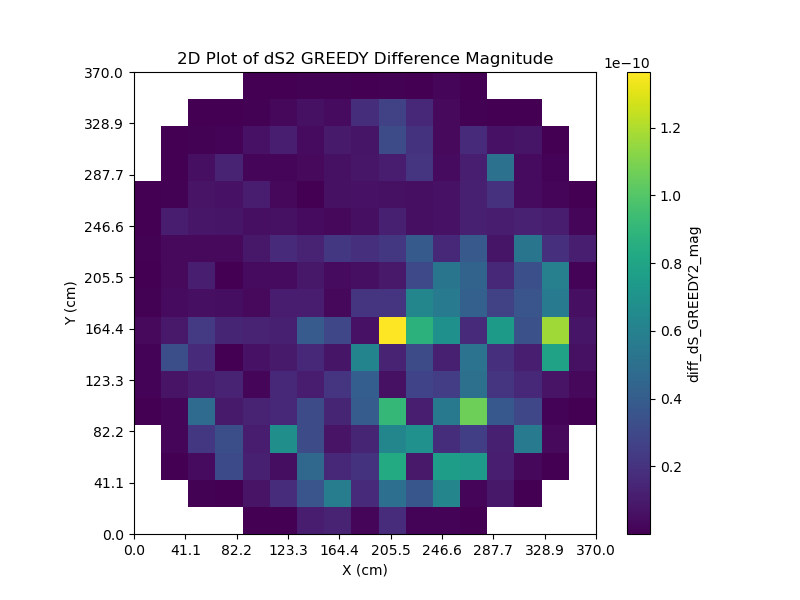 2D Plot of dS2 GREEDY Difference Magnitude
1e−10
370.0
328.9
287.7
246.6
205.5
164.4
123.3
82.2
41.1
0.0
Y (cm)
0.0 41.1 82.2 123.3 164.4 205.5 246.6 287.7 328.9 370.0
X (cm)
1.2
1.0
0.8
0.6
0.4
0.2
diff_dS_GREEDY2_mag